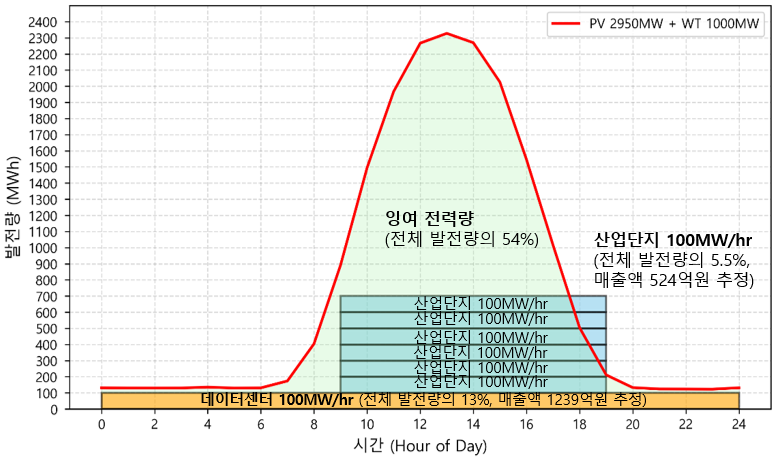 PV 2950MW + WT 1000MW
발전량 (MWh)
2400
2300
2200
2100
2000
1900
1800
1700
1600
1500
1400
1300
1200
1100
1000
900
800
700
600
500
400
300
200
100
0
잉여 전력량
(전체 발전량의 54%)
산업단지 100MW/hr
(전체 발전량의 5.5%,
매출액 524억원 추정)
산업단지 100MW/hr
산업단지 100MW/hr
산업단지 100MW/hr
산업단지 100MW/hr
산업단지 100MW/hr
산업단지 100MW/hr
데이터센터 100MW/hr (전체 발전량의 13%, 매출액 1239억원 추정)
0 2 4 6 8 10 12 14 16 18 20 22 24
시간 (Hour of Day)